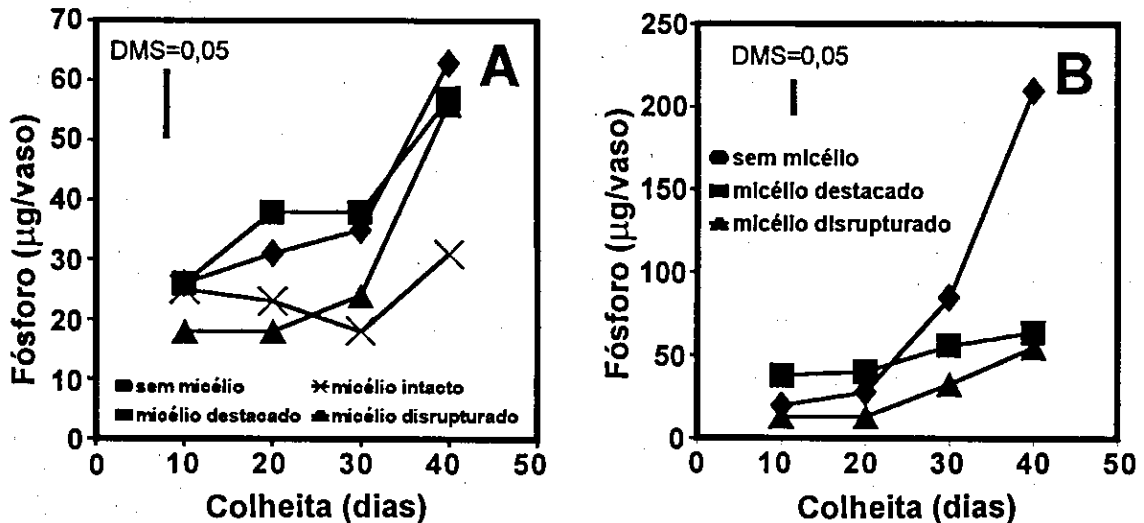 A
DMS=0,05
Fósforo (µg/vaso)
70
60
50
40
30
20
10
0
sem micélio
micélio intacto
micélio destacado
micélio disrupturado
0 10 20 30 40 50
Colheita (dias)
B
DMS=0,05
Fósforo (µg/vaso)
250
200
150
100
50
0
sem micélio
micélio destacado
micélio disrupturado
0 10 20 30 40 50
Colheita (dias)